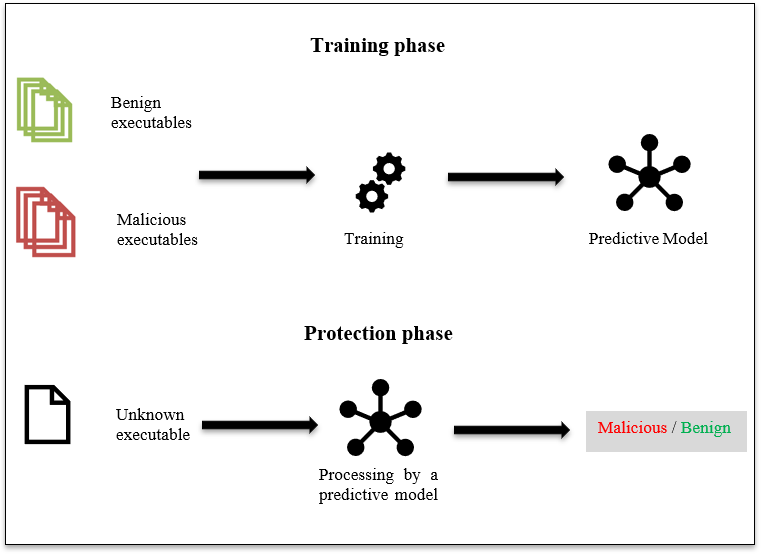 Training phase
Benign
executables
Malicious
executables
Training
Predictive Model
Protection phase
Unknown
executable
Processing by a
predictive model
Malicious / Benign